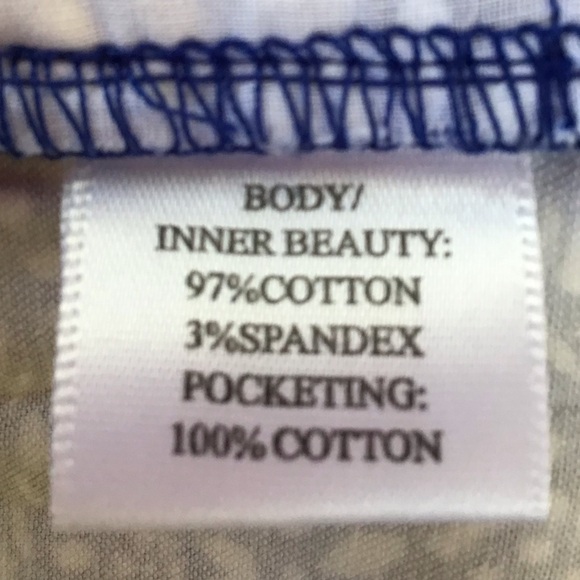 BODY/
INNER BEAUTY:
97%COTTON
3%SPANDEX
POCKETING:
100% COTTON